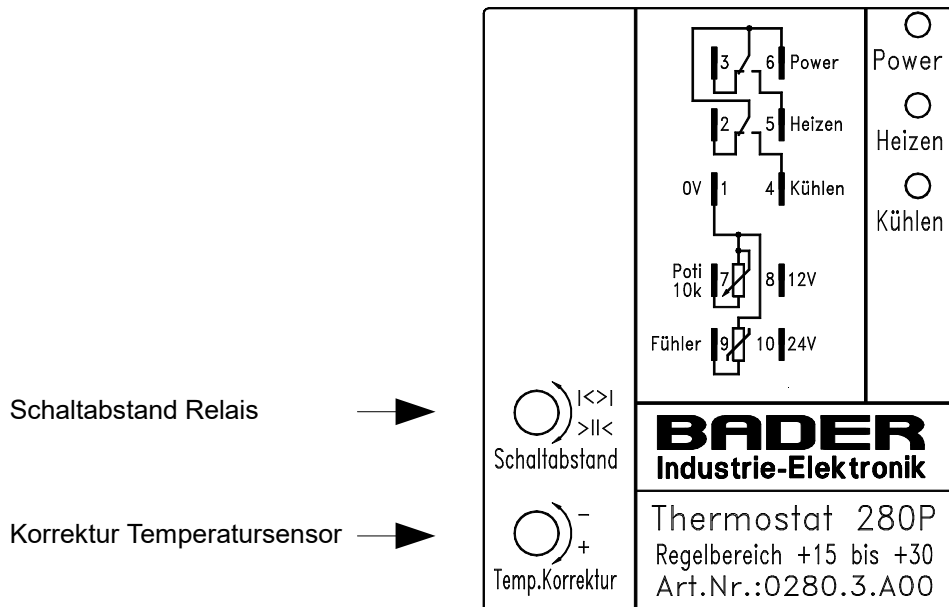 3 6 Power
2 5 Heizen
0V 1 4 Kühlen
Poti
10k 7 8 12V
Fühler 9 10 24V
Power
Heizen
Kühlen
Schaltabstand Relais
I<>I
>II<
Schaltabstand
Korrektur Temperatursensor
-
+
Temp.Korrektur
BADER
Industrie-Elektronik
Thermostat 280P
Regelbereich +15 bis +30
Art.Nr.:0280.3.A00